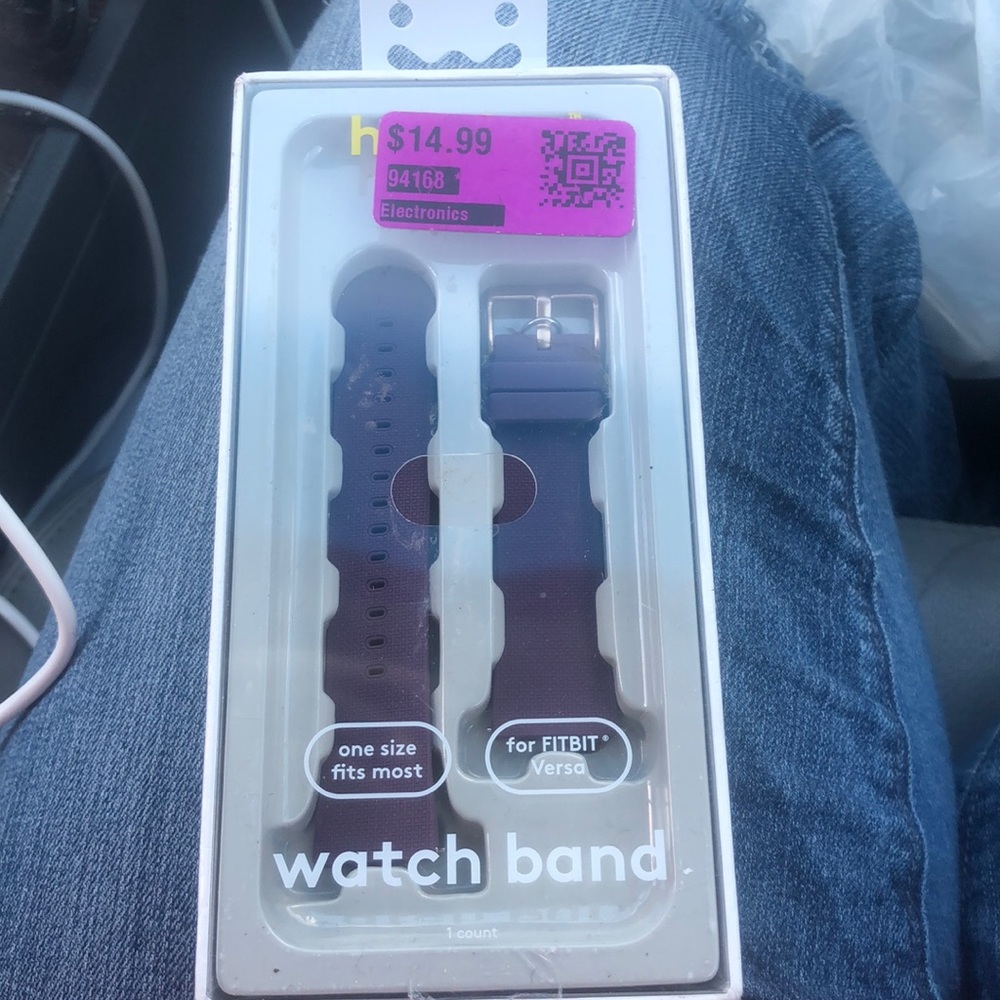 $14.99
94168
Electronics
one size
fits most
for FITBIT®
Versa
watch band
1 count